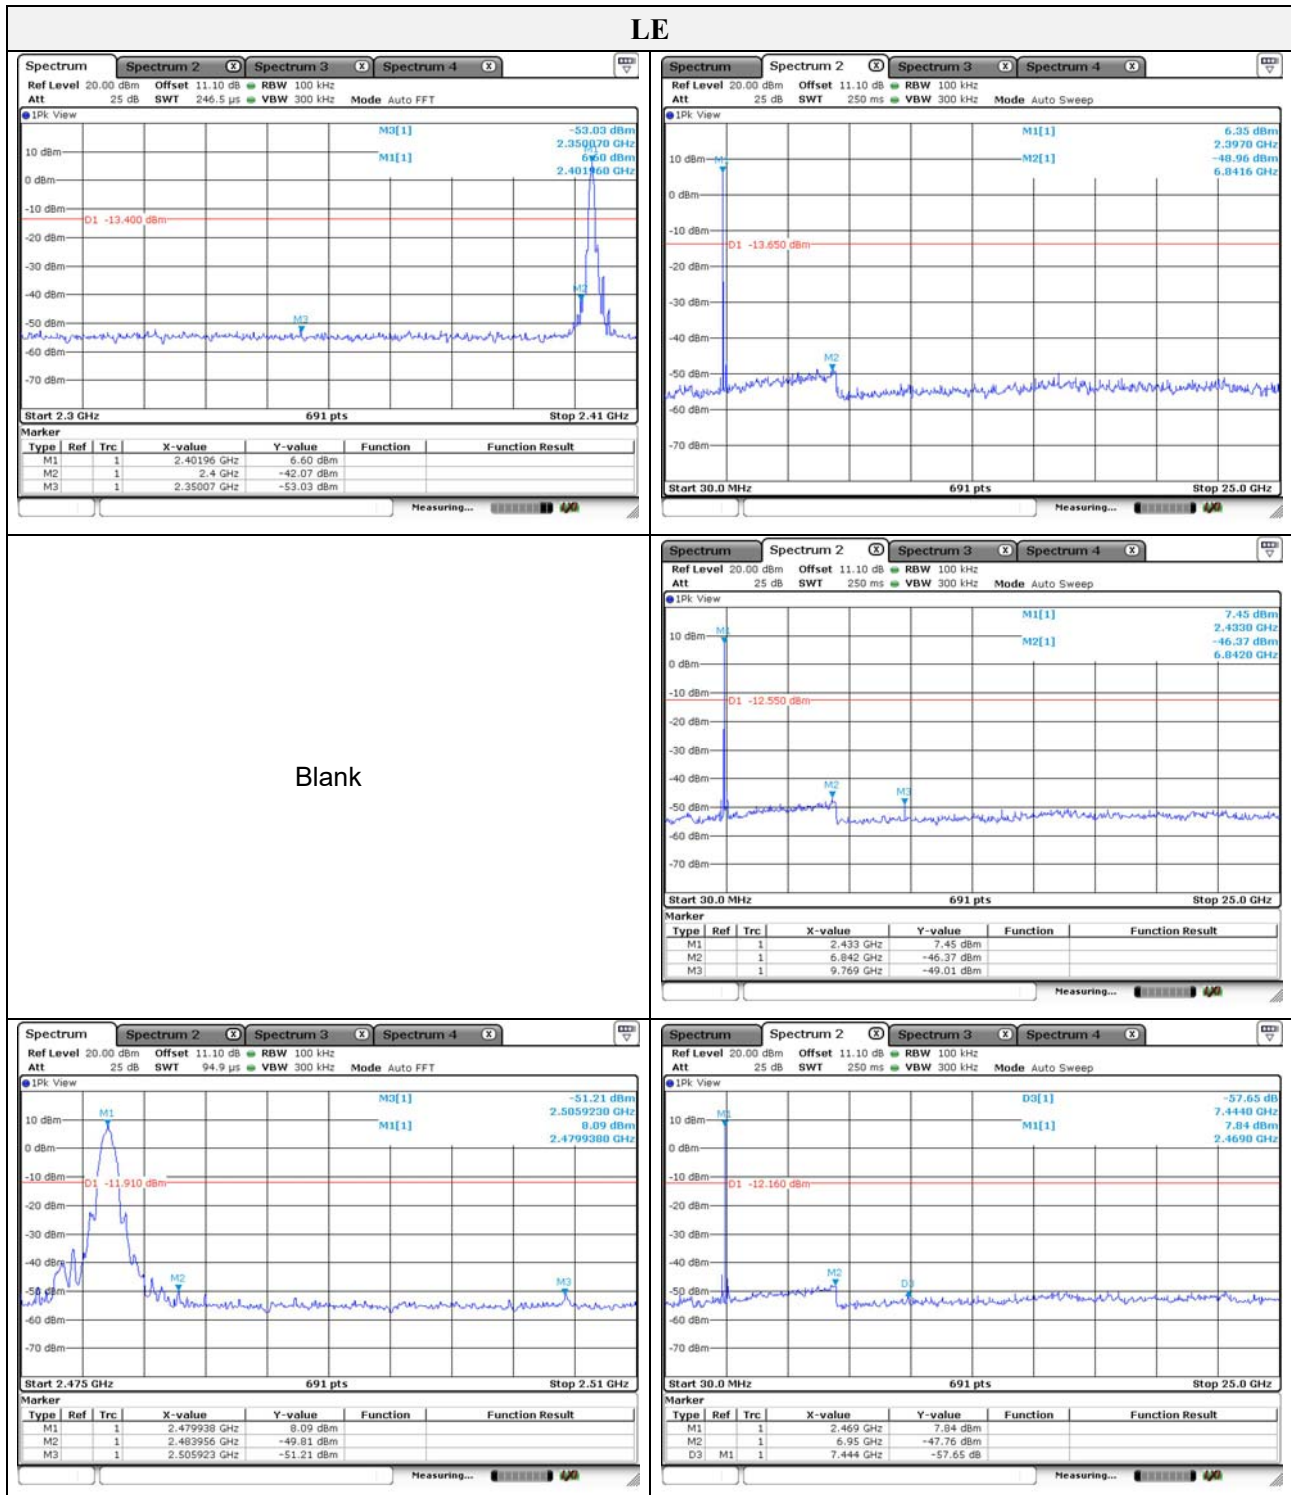 LE
Spectrum Spectrum 2 Spectrum 3 Spectrum 4
Ref Level 20.00 dBm Offset 11.10 dB RBW 100 kHz
Att 25 dB SWT 246.5 µs VBW 300 kHz Mode Auto FFT
1Pk View
M3[1] -53.03 dBm
2.350070 GHz
M1[1] 6.60 dBm
2.401960 GHz
M1
10 dBm
0 dBm
-10 dBm
D1 -13.400 dBm
-20 dBm
-30 dBm
-40 dBm
M2
-50 dBm
M3
-60 dBm
-70 dBm
Start 2.3 GHz 691 pts Stop 2.41 GHz
Marker
Type Ref Trc X-value Y-value Function Function Result
M1 1 2.40196 GHz 6.60 dBm
M2 1 2.4 GHz -42.07 dBm
M3 1 2.35007 GHz -53.03 dBm
Measuring...
Spectrum Spectrum 2 Spectrum 3 Spectrum 4
Ref Level 20.00 dBm Offset 11.10 dB RBW 100 kHz
Att 25 dB SWT 250 ms VBW 300 kHz Mode Auto Sweep
1Pk View
M1[1] 6.35 dBm
2.3970 GHz
M2[1] -48.96 dBm
6.8416 GHz
10 dBm
0 dBm
-10 dBm
D1 -13.650 dBm
-20 dBm
-30 dBm
-40 dBm
M2
-50 dBm
-60 dBm
-70 dBm
Start 30.0 MHz 691 pts Stop 25.0 GHz
Measuring...
Blank
Spectrum Spectrum 2 Spectrum 3 Spectrum 4
Ref Level 20.00 dBm Offset 11.10 dB RBW 100 kHz
Att 25 dB SWT 250 ms VBW 300 kHz Mode Auto Sweep
1Pk View
M1[1] 7.45 dBm
2.4330 GHz
M2[1] -46.37 dBm
6.8420 GHz
M1
10 dBm
0 dBm
-10 dBm
D1 -12.550 dBm
-20 dBm
-30 dBm
-40 dBm
M2 M3
-50 dBm
-60 dBm
-70 dBm
Start 30.0 MHz 691 pts Stop 25.0 GHz
Marker
Type Ref Trc X-value Y-value Function Function Result
M1 1 2.433 GHz 7.45 dBm
M2 1 6.842 GHz -46.37 dBm
M3 1 9.769 GHz -49.01 dBm
Measuring...
Spectrum Spectrum 2 Spectrum 3 Spectrum 4
Ref Level 20.00 dBm Offset 11.10 dB RBW 100 kHz
Att 25 dB SWT 94.9 µs VBW 300 kHz Mode Auto FFT
1Pk View
M3[1] -51.21 dBm
2.5059230 GHz
M1[1] 8.09 dBm
2.4799380 GHz
M1
10 dBm
0 dBm
-10 dBm
D1 -11.910 dBm
-20 dBm
-30 dBm
-40 dBm
M2 M3
-50 dBm
-60 dBm
-70 dBm
Start 2.475 GHz 691 pts Stop 2.51 GHz
Marker
Type Ref Trc X-value Y-value Function Function Result
M1 1 2.479938 GHz 8.09 dBm
M2 1 2.483956 GHz -49.81 dBm
M3 1 2.505923 GHz -51.21 dBm
Measuring...
Spectrum Spectrum 2 Spectrum 3 Spectrum 4
Ref Level 20.00 dBm Offset 11.10 dB RBW 100 kHz
Att 25 dB SWT 250 ms VBW 300 kHz Mode Auto Sweep
1Pk View
D3[1] -57.65 dB
7.4440 GHz
M1[1] 7.84 dBm
2.4690 GHz
M1
10 dBm
0 dBm
-10 dBm
D1 -12.160 dBm
-20 dBm
-30 dBm
-40 dBm
M2 D3
-50 dBm
-60 dBm
-70 dBm
Start 30.0 MHz 691 pts Stop 25.0 GHz
Marker
Type Ref Trc X-value Y-value Function Function Result
M1 1 2.469 GHz 7.84 dBm
M2 1 6.95 GHz -47.76 dBm
D3 M1 1 7.444 GHz -57.65 dB
Measuring...